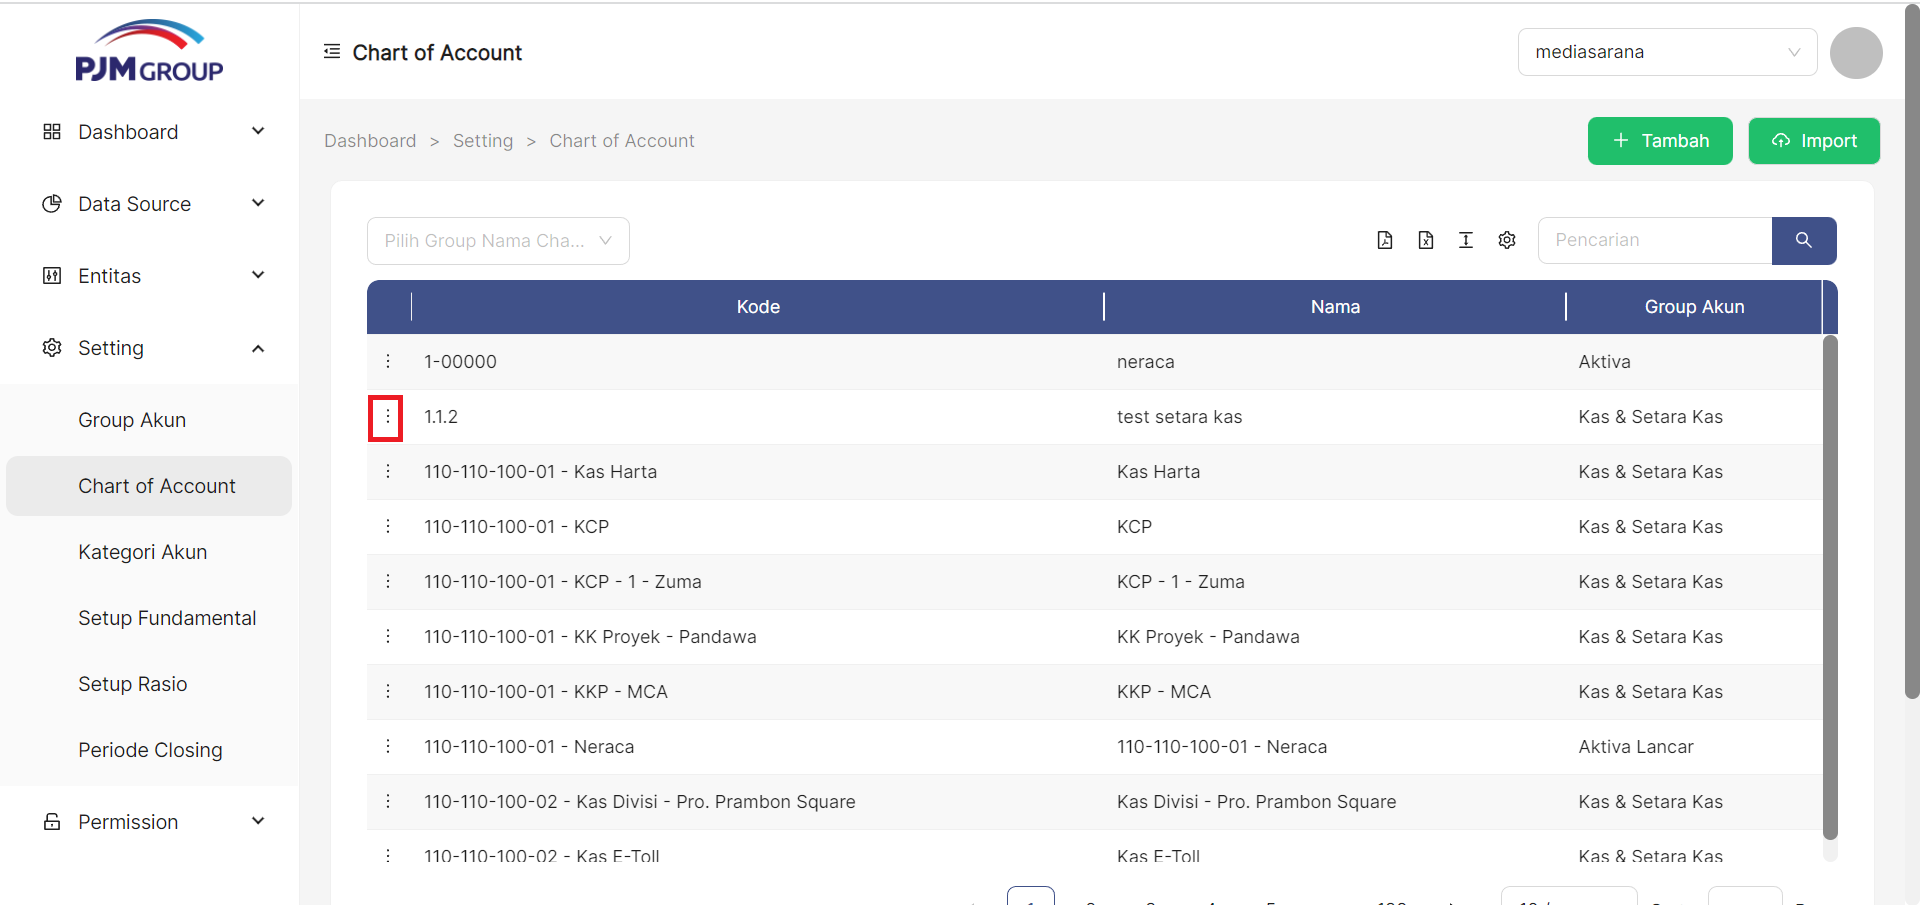 PJM GROUP
Chart of Account
mediasarana
Dashboard
Data Source
Entitas
Setting
Group Akun
Chart of Account
Kategori Akun
Setup Fundamental
Setup Rasio
Periode Closing
Permission
Dashboard > Setting > Chart of Account
+ Tambah
Import
Pilih Group Nama Cha...
Pencarian
Kode Nama Group Akun
1-00000 neraca Aktiva
1.1.2 test setara kas Kas & Setara Kas
110-110-100-01 - Kas Harta Kas Harta Kas & Setara Kas
110-110-100-01 - KCP KCP Kas & Setara Kas
110-110-100-01 - KCP - 1 - Zuma KCP - 1 - Zuma Kas & Setara Kas
110-110-100-01 - KK Proyek - Pandawa KK Proyek - Pandawa Kas & Setara Kas
110-110-100-01 - KKP - MCA KKP - MCA Kas & Setara Kas
110-110-100-01 - Neraca 110-110-100-01 - Neraca Aktiva Lancar
110-110-100-02 - Kas Divisi - Pro. Prambon Square Kas Divisi - Pro. Prambon Square Kas & Setara Kas
110-110-100-02 - Kas E-Toll Kas E-Toll Kas & Setara Kas